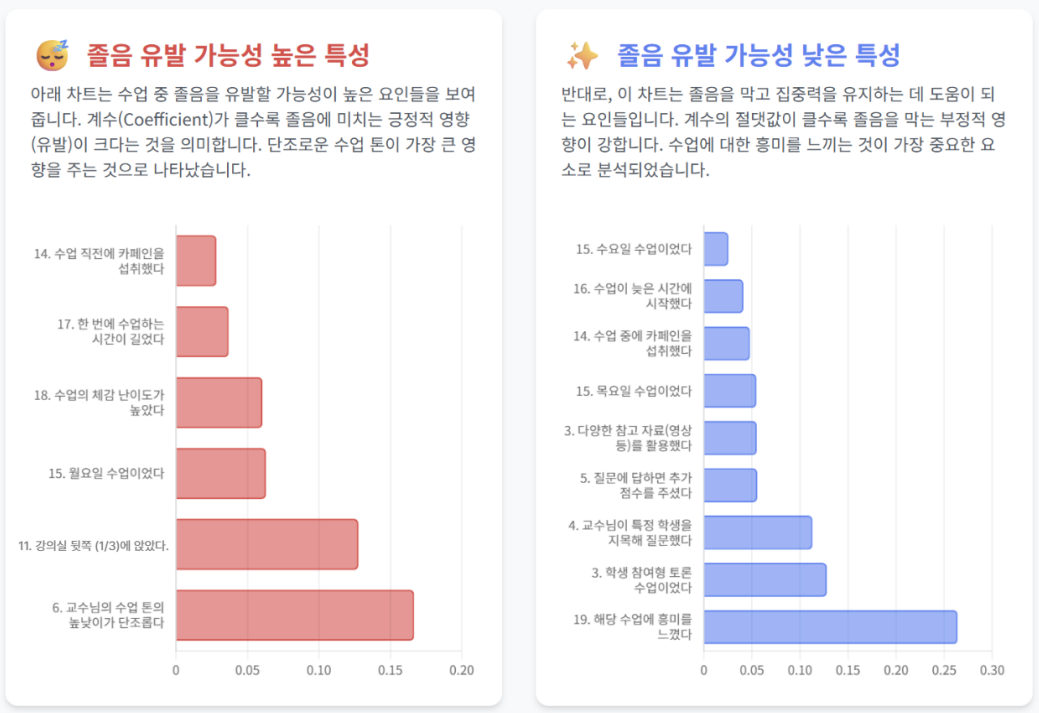 졸음 유발 가능성 높은 특성
아래 차트는 수업 중 졸음을 유발할 가능성이 높은 요인들을 보여
줍니다. 계수(Coefficient)가 클수록 졸음에 미치는 긍정적 영향
(유발)이 크다는 것을 의미합니다. 단조로운 수업 톤이 가장 큰 영
향을 주는 것으로 나타났습니다.
14. 수업 직전에 카페인을
섭취했다
17. 한 번에 수업하는
시간이 길었다
18. 수업의 체감 난이도가
높았다
15. 월요일 수업이었다
11. 강의실 뒷쪽 (1/3)에 앉았다.
6. 교수님의 수업 톤의
높낮이가 단조롭다
0 0.05 0.10 0.15 0.20
졸음 유발 가능성 낮은 특성
반대로, 이 차트는 졸음을 막고 집중력을 유지하는 데 도움이 되
는 요인들입니다. 계수의 절댓값이 클수록 졸음을 막는 부정적 영
향이 강합니다. 수업에 대한 흥미를 느끼는 것이 가장 중요한 요
소로 분석되었습니다.
15. 수요일 수업이었다
16. 수업이 늦은 시간에
시작했다
14. 수업 중에 카페인을
섭취했다
15. 목요일 수업이었다
3. 다양한 참고 자료(영상
등)를 활용했다
5. 질문에 답하면 추가
점수를 주셨다
4. 교수님이 특정 학생을
지목해 질문했다
3. 학생 참여형 토론
수업이었다
19. 해당 수업에 흥미를
느꼈다
0 0.05 0.10 0.15 0.20 0.25 0.30